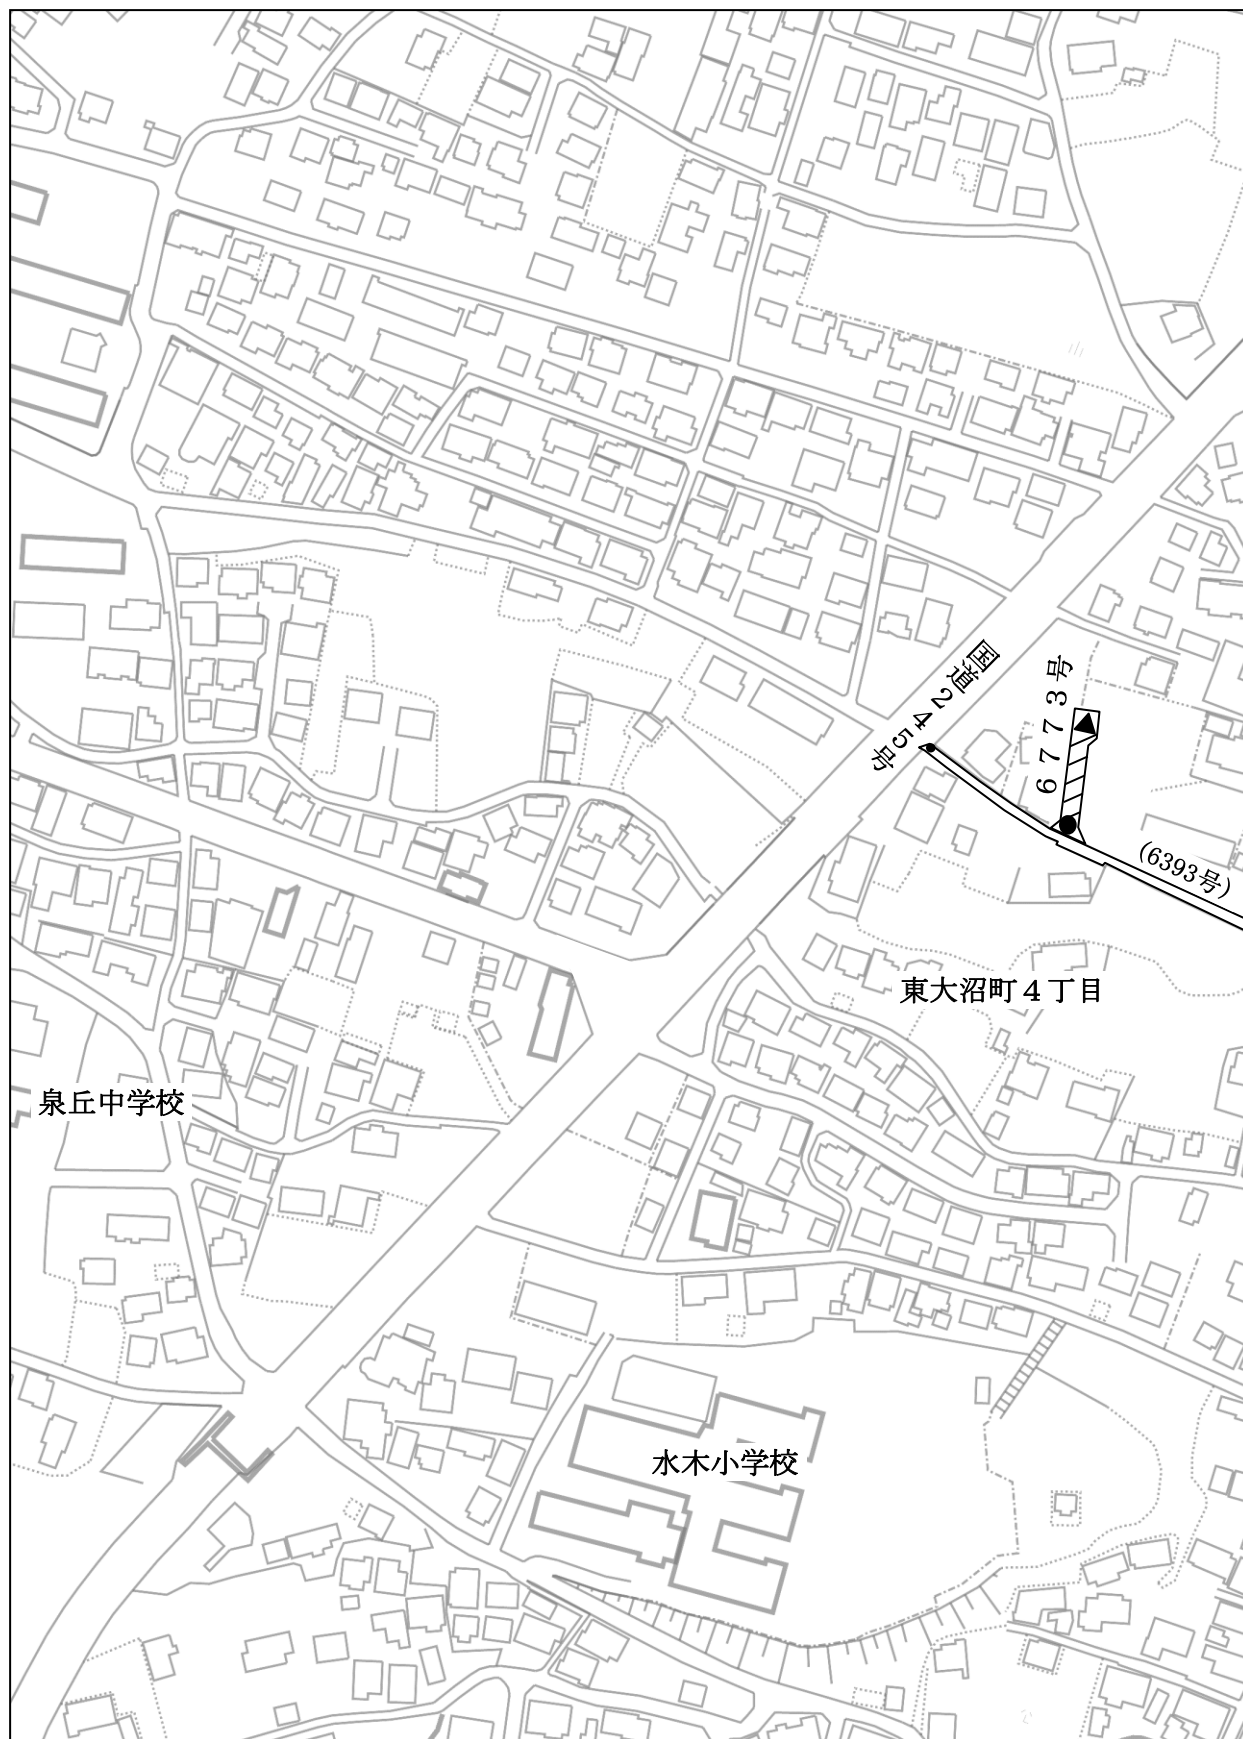 国道245号
6773号
(6393号)
東大沼町４丁目
泉丘中学校
水木小学校